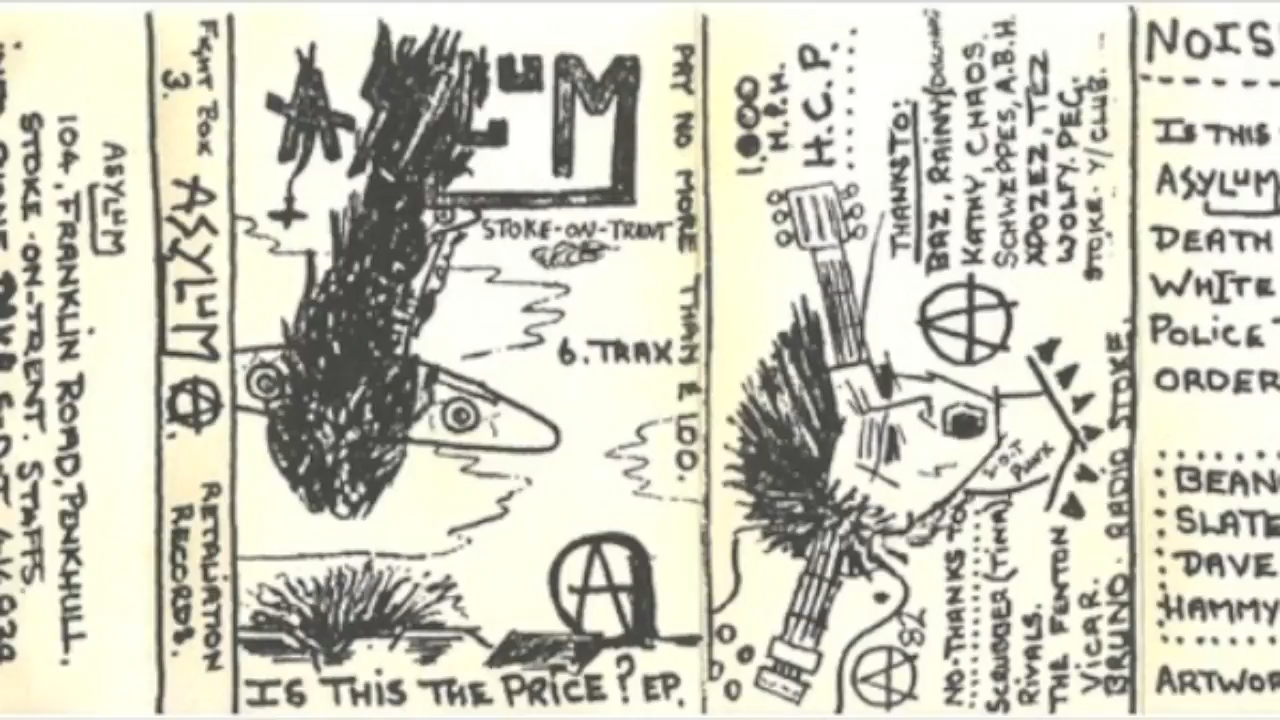 ASYLUM
104, FRANKLIN ROAD, PENKHULL.
STOKE-ON-TRENT. STAFFS.
FIGHT POX
3.
ASYLUM
RETALIATION
RECORDS.
STOKE-ON-TRENT
6. TRAX
PAY NO MORE THAN £1.00.
IS THIS THE PRICE? EP.
1,000
H.P.H.
H.C.P.
THANKS TO:
BAZ, RAINY
KATHY, CHAOS.
SCHWEPPES, A.B.H.
XPOZEZ, TEZ
WOLFY. PEG.
STOKE-Y/CLUB.
S.O.T PUNX
82
NO-THANKS TO
SCRUBBER (TINA)
RIVALS.
THE FENTON
VICAR.
BRUNO. RADIO STOKE.
NOIS
IS THIS
ASYLUM
DEATH
WHITE
POLICE
ORDER
BEAN
SLATE
DAVE
HAMMY
ARTWOR